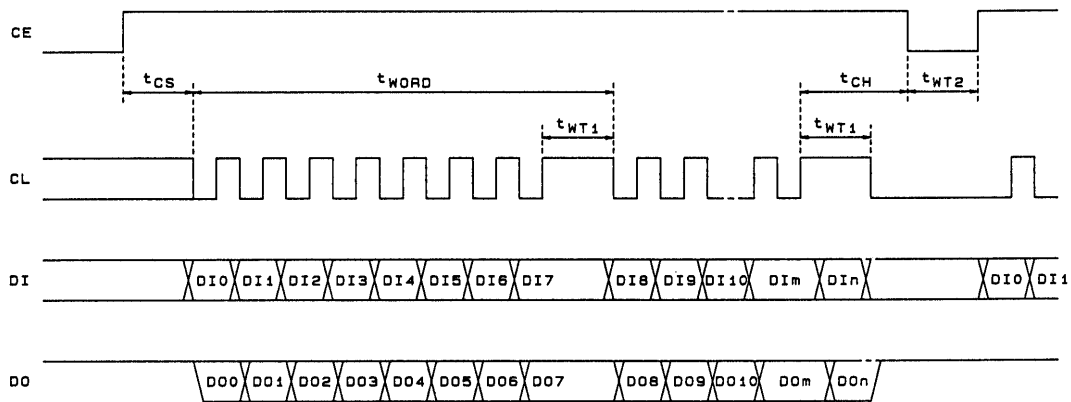 CE
tCS
tWORD
tCH
tWT2
tWT1
tWT1
CL
DI
DI0 DI1 DI2 DI3 DI4 DI5 DI6 DI7 DI8 DI9 DI10 DIm DIn DI0 DI1
DO
DO0 DO1 DO2 DO3 DO4 DO5 DO6 DO7 DO8 DO9 DO10 DOm DOn